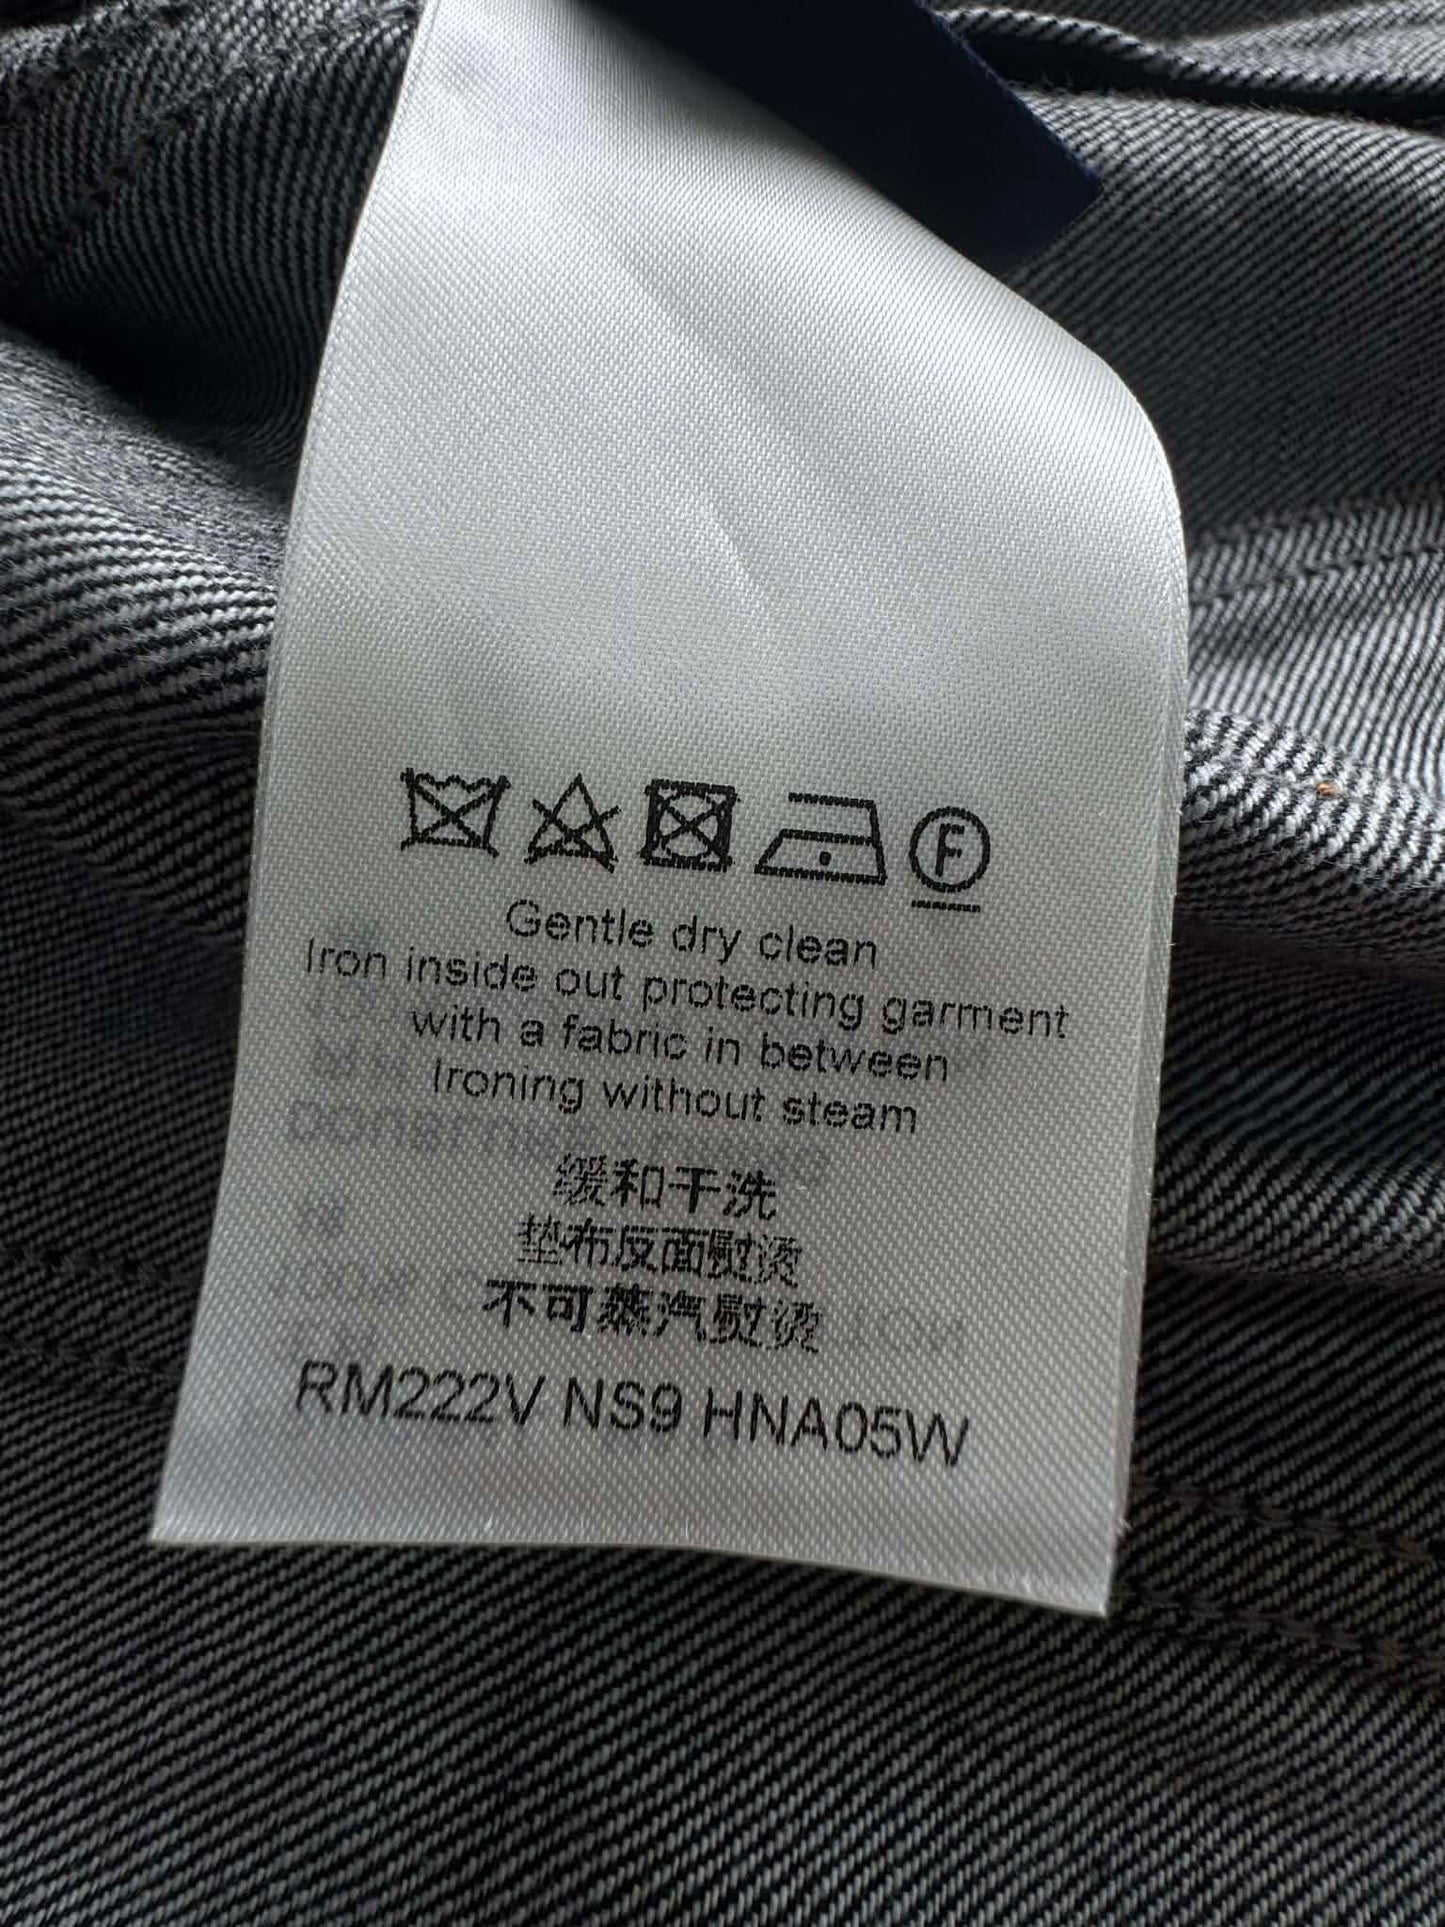 F
Gentle dry clean
Iron inside out protecting garment
with a fabric in between
Ironing without steam
缓和干洗
垫布反面熨烫
不可蒸汽熨烫
RM222V NS9 HNA05W